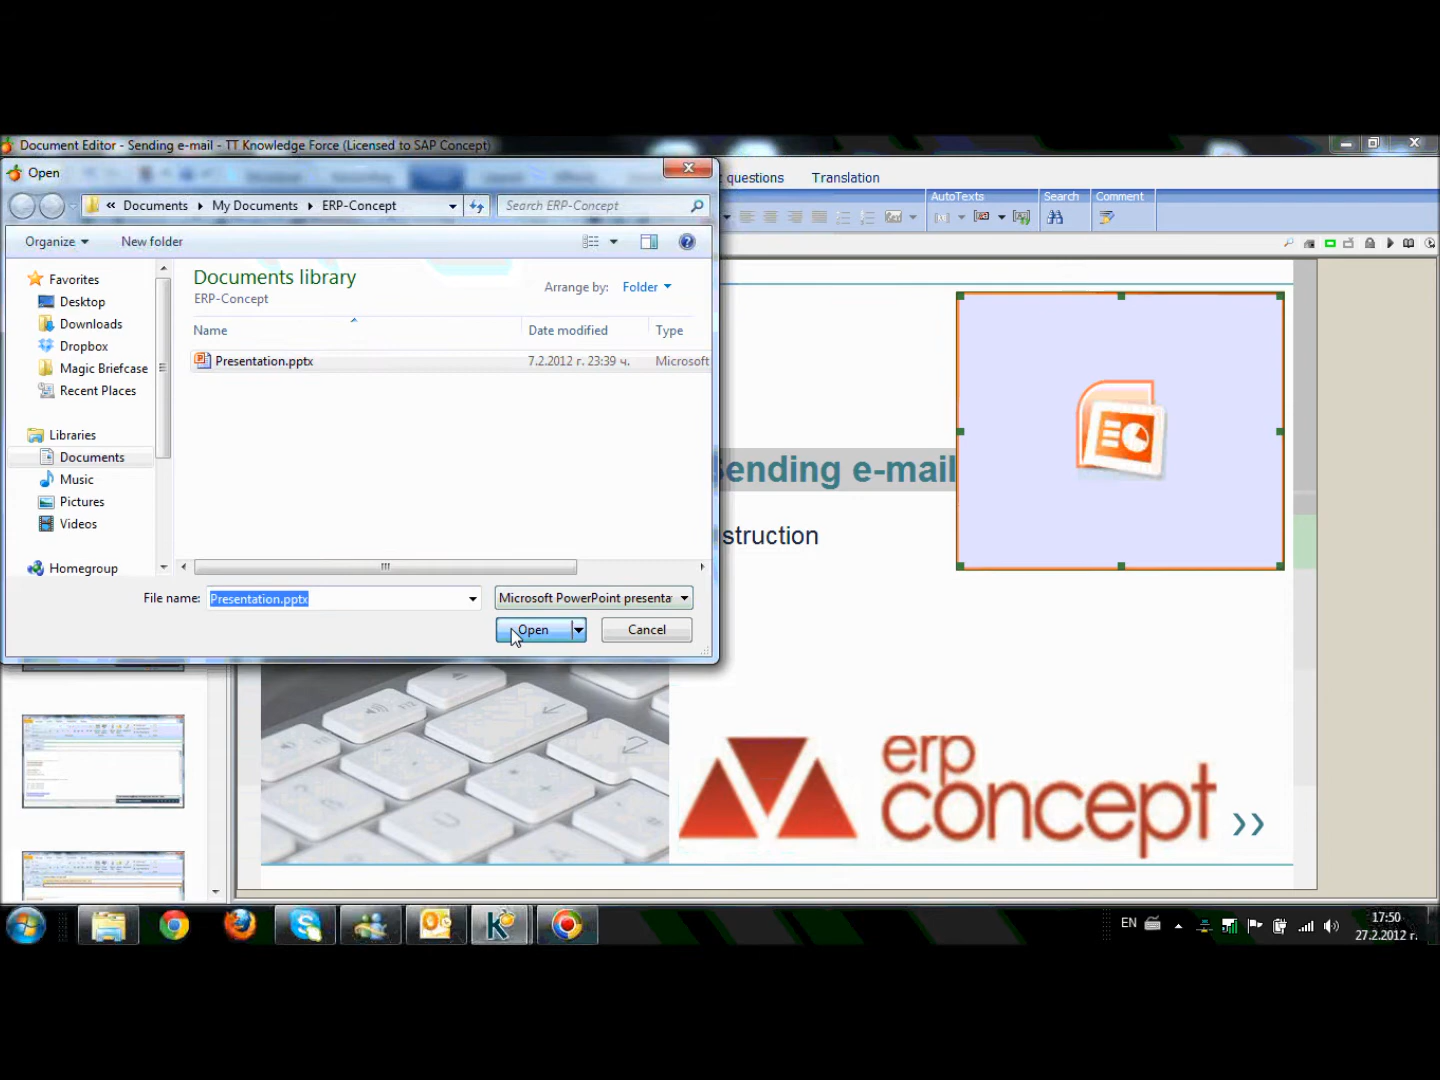 Document Editor - Sending e-mail - TT Knowledge Force (Licensed to SAP Concept)
Open
« Documents My Documents ERP-Concept
Search ERP-Concept
questions Translation
AutoTexts Search Comment
Organize New folder
Favorites
Desktop
Downloads
Dropbox
Magic Briefcase
Recent Places
Libraries
Documents
Music
Pictures
Videos
Homegroup
Documents library
ERP-Concept
Arrange by: Folder
Name Date modified Type
Presentation.pptx 7.2.2012 г. 23:39 ч. Microsoft
File name: Presentation.pptx
Microsoft PowerPoint presenta
Open Cancel
Sending e-mail
struction
erp
concept
EN
17:50
27.2.2012 г.